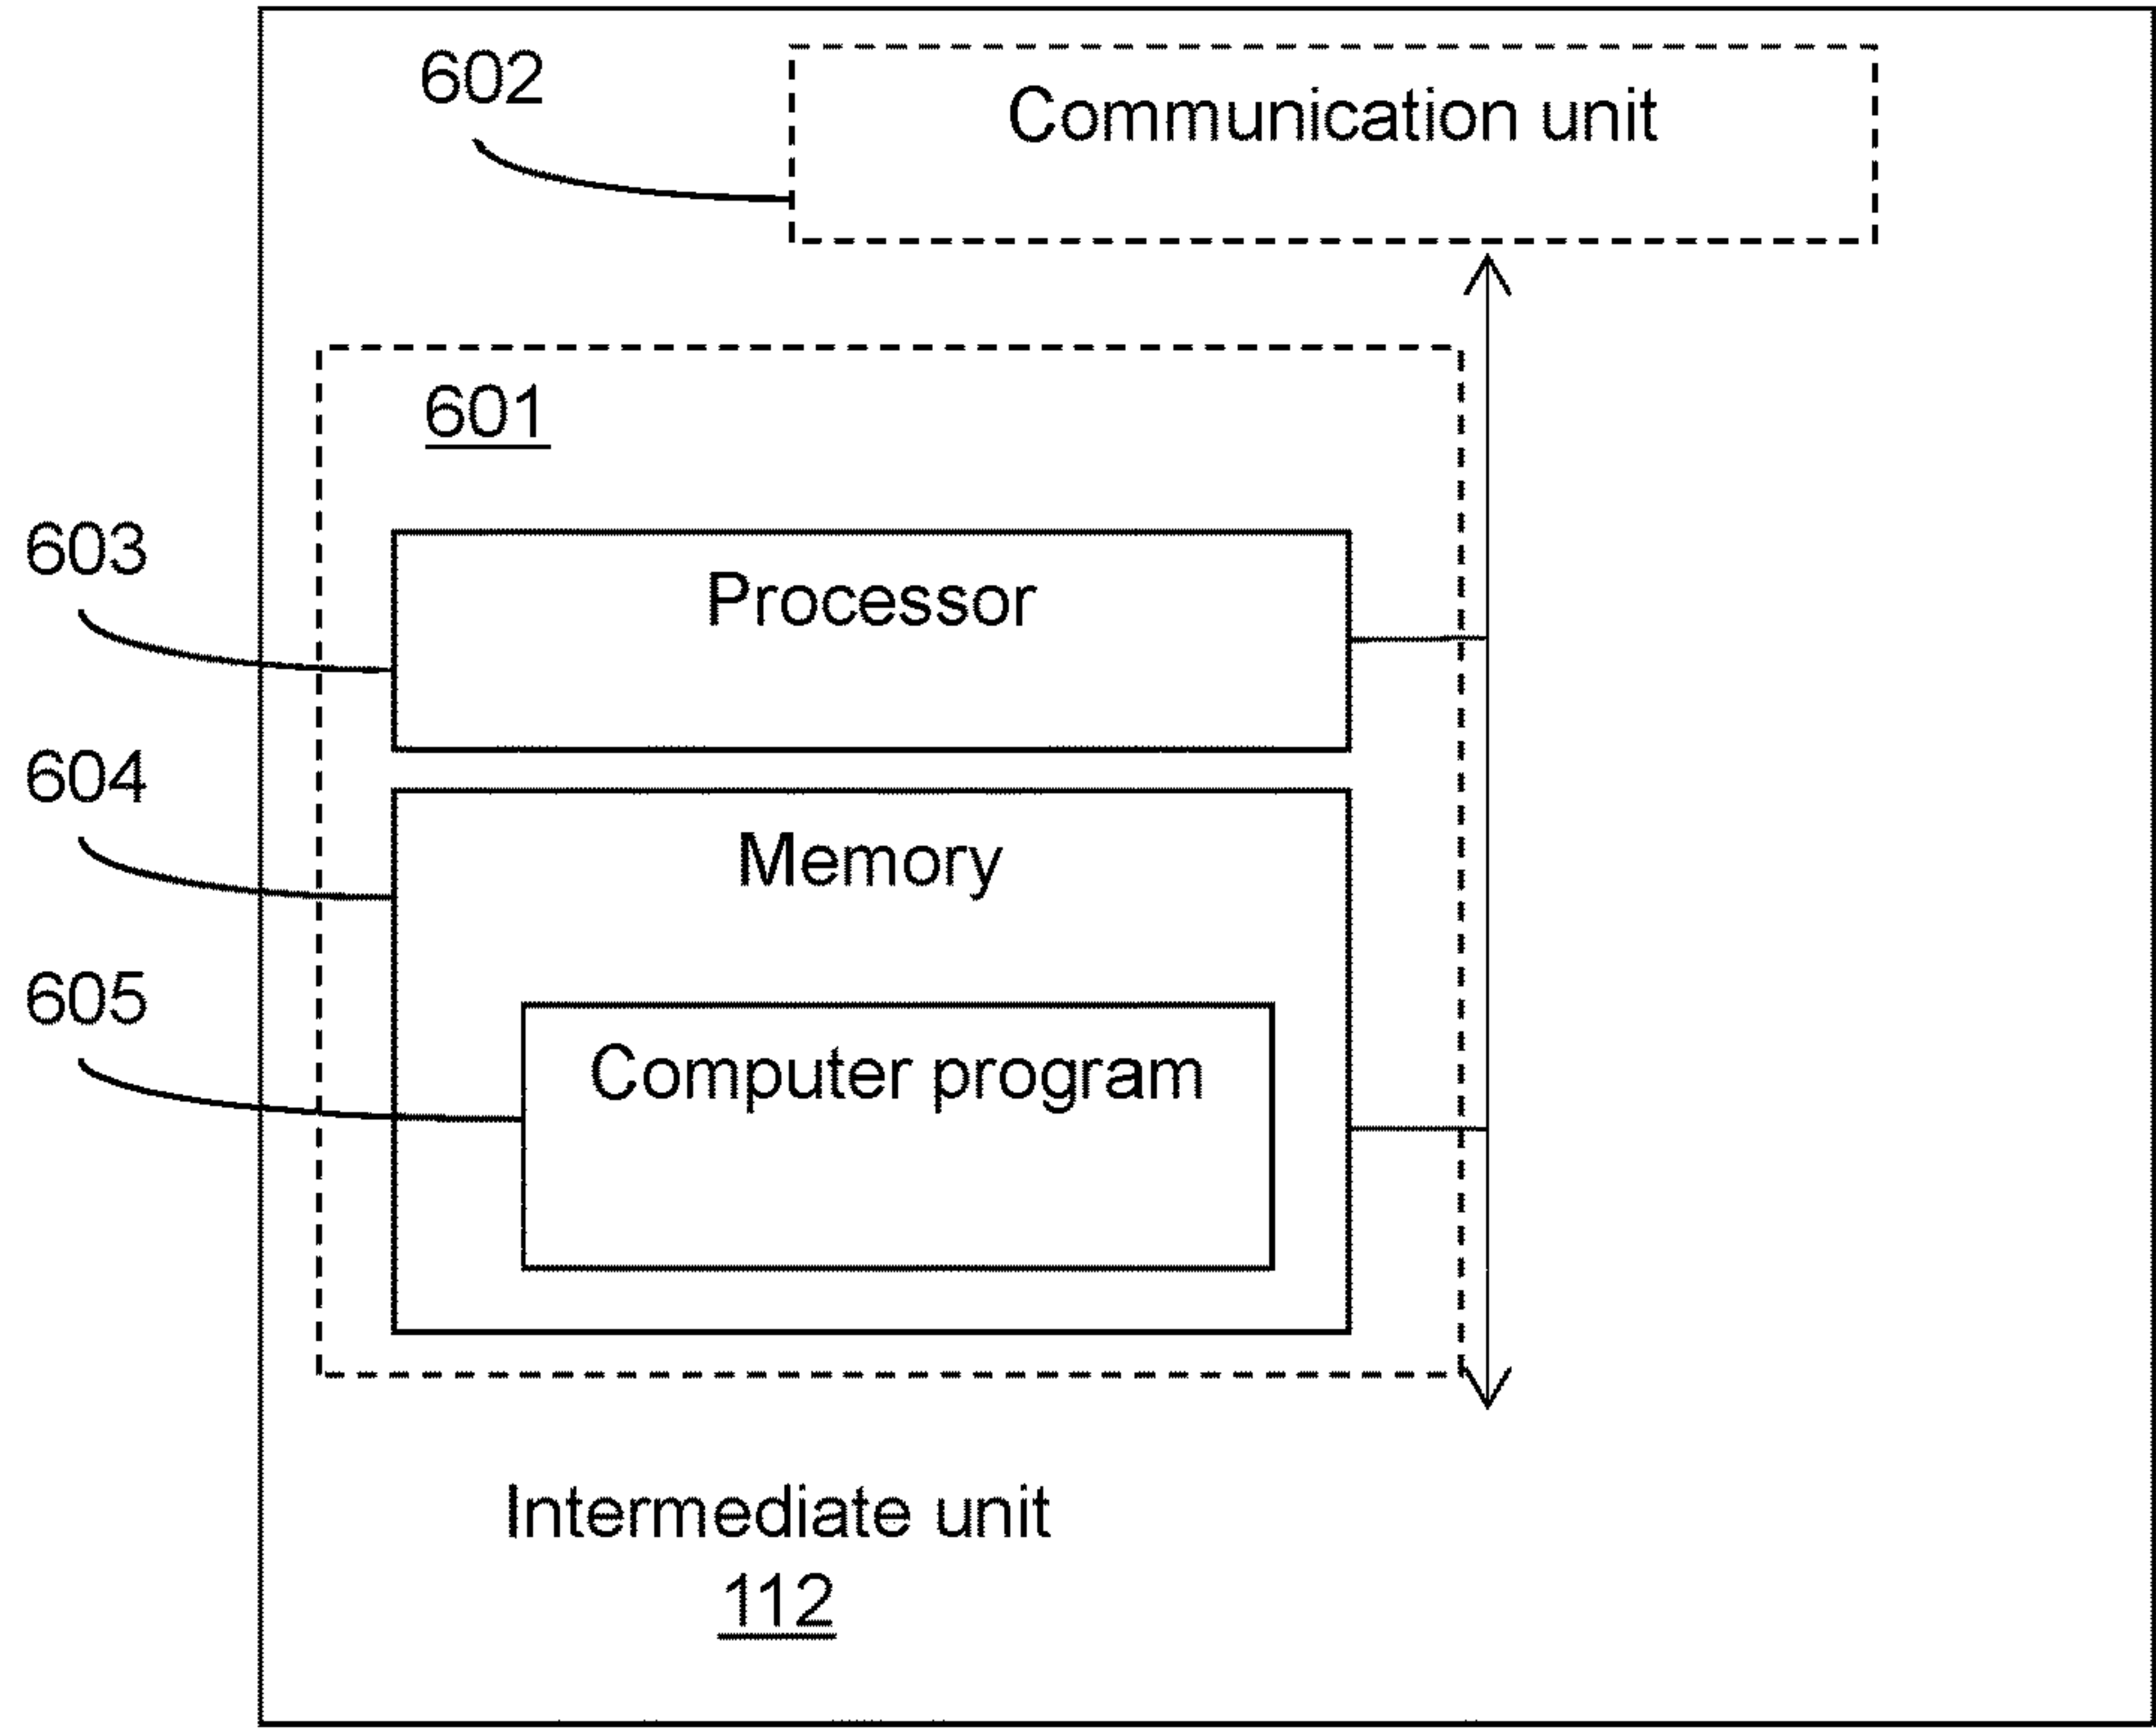 602
Communication unit
601
603
Processor
604
Memory
605
Computer program
Intermediate unit
112